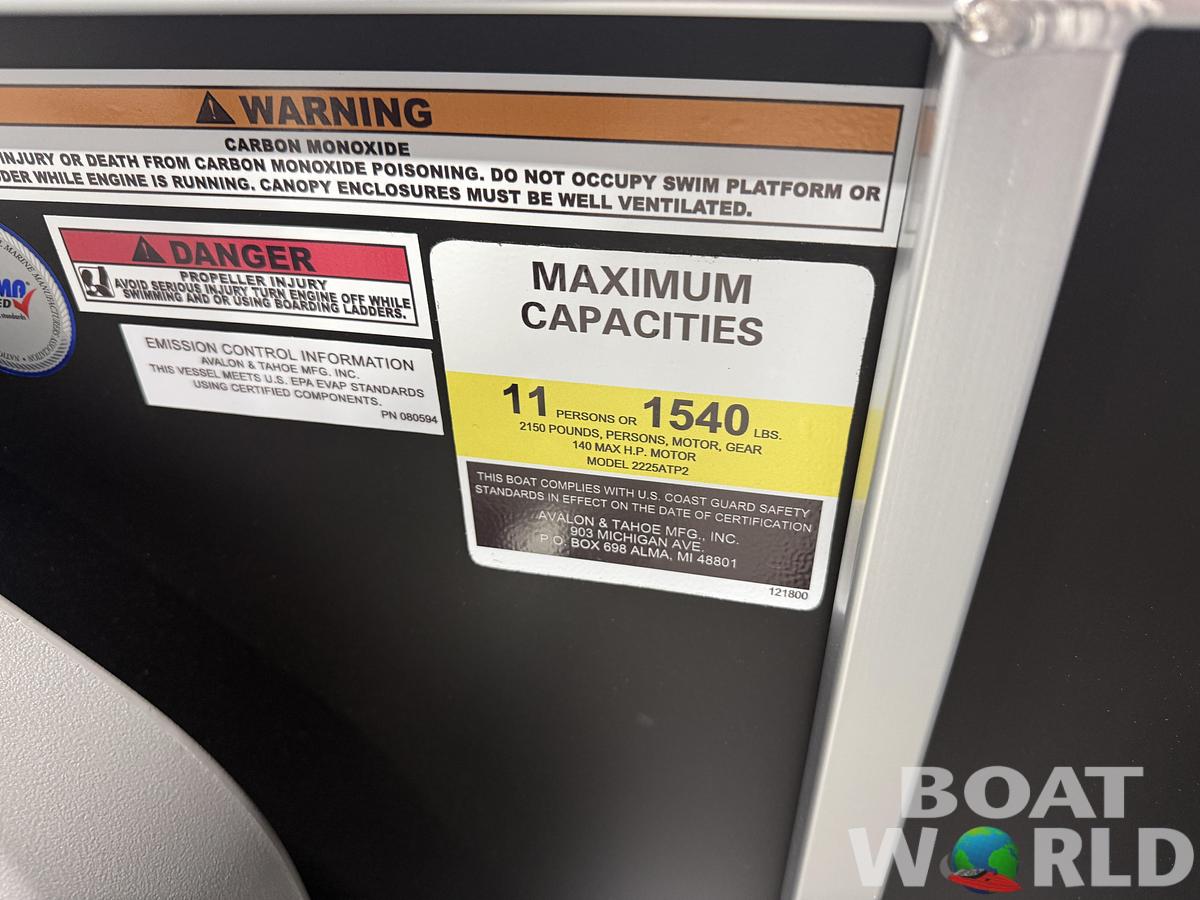 WARNING
CARBON MONOXIDE
INJURY OR DEATH FROM CARBON MONOXIDE POISONING. DO NOT OCCUPY SWIM PLATFORM OR
WHILE ENGINE IS RUNNING. CANOPY ENCLOSURES MUST BE WELL VENTILATED.
DANGER
PROPELLER INJURY
AVOID SERIOUS INJURY TURN ENGINE OFF WHILE
SWIMMING AND OR USING BOARDING LADDERS.
EMISSION CONTROL INFORMATION
AVALON & TAHOE MFG. INC.
THIS VESSEL MEETS U.S. EPA EVAP STANDARDS
USING CERTIFIED COMPONENTS.
PN 080594
MAXIMUM
CAPACITIES
11 PERSONS OR 1540 LBS.
2150 POUNDS, PERSONS, MOTOR, GEAR
140 MAX H.P. MOTOR
MODEL 2225ATP2
THIS BOAT COMPLIES WITH U.S. COAST GUARD SAFETY
STANDARDS IN EFFECT ON THE DATE OF CERTIFICATION
AVALON & TAHOE MFG., INC.
903 MICHIGAN AVE.
P.O. BOX 698 ALMA, MI 48801
121800
MARINE MANUFACTURERS ASSOCIATION
standards
BOAT
WORLD